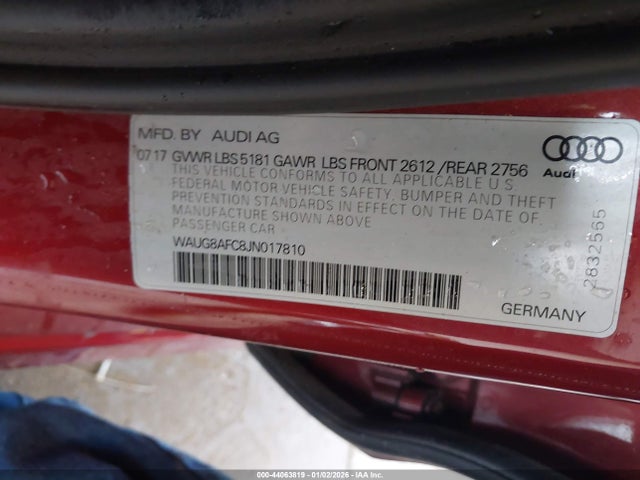 MFD. BY AUDI AG
07 17 GVWR LBS 5181 GAWR LBS FRONT 2612 / REAR 2756
THIS VEHICLE CONFORMS TO ALL APPLICABLE U.S.
FEDERAL MOTOR VEHICLE SAFETY, BUMPER AND THEFT
PREVENTION STANDARDS IN EFFECT ON THE DATE OF
MANUFACTURE SHOWN ABOVE
PASSENGER CAR
WAUG8AFC8JN017810
Audi
2832565
GERMANY
000-44063819 - 01/02/2026 - IAAI.COM